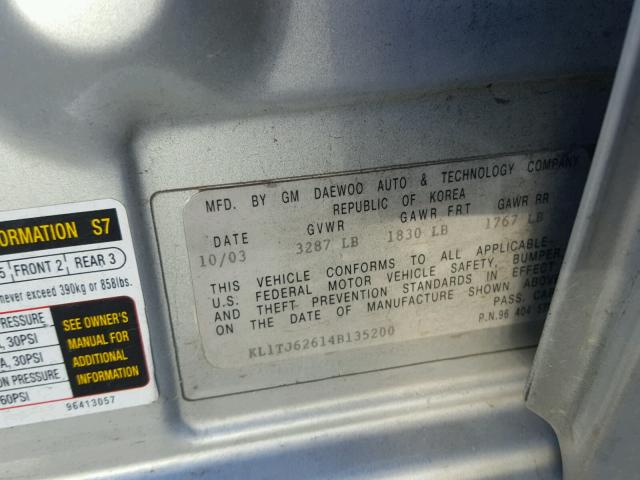 MFD. BY GM DAEWOO AUTO & TECHNOLOGY COMPANY
REPUBLIC OF KOREA
DATE GVWR GAWR FRT GAWR RR
10/03 3287 LB 1830 LB 1767 LB
THIS VEHICLE CONFORMS TO ALL APPLICABLE
U.S. FEDERAL MOTOR VEHICLE SAFETY, BUMPER,
AND THEFT PREVENTION STANDARDS IN EFFECT
ON THE DATE OF MANUFACTURE SHOWN ABOVE
PASS. CAR
P.N.96 404
KL1TJ62614B135200
ORMATION S7
5 FRONT 2 REAR 3
never exceed 390kg or 858lbs.
PRESSURE
, 30PSI
A, 30PSI
ON PRESSURE
60PSI
SEE OWNER'S
MANUAL FOR
ADDITIONAL
INFORMATION
96413057